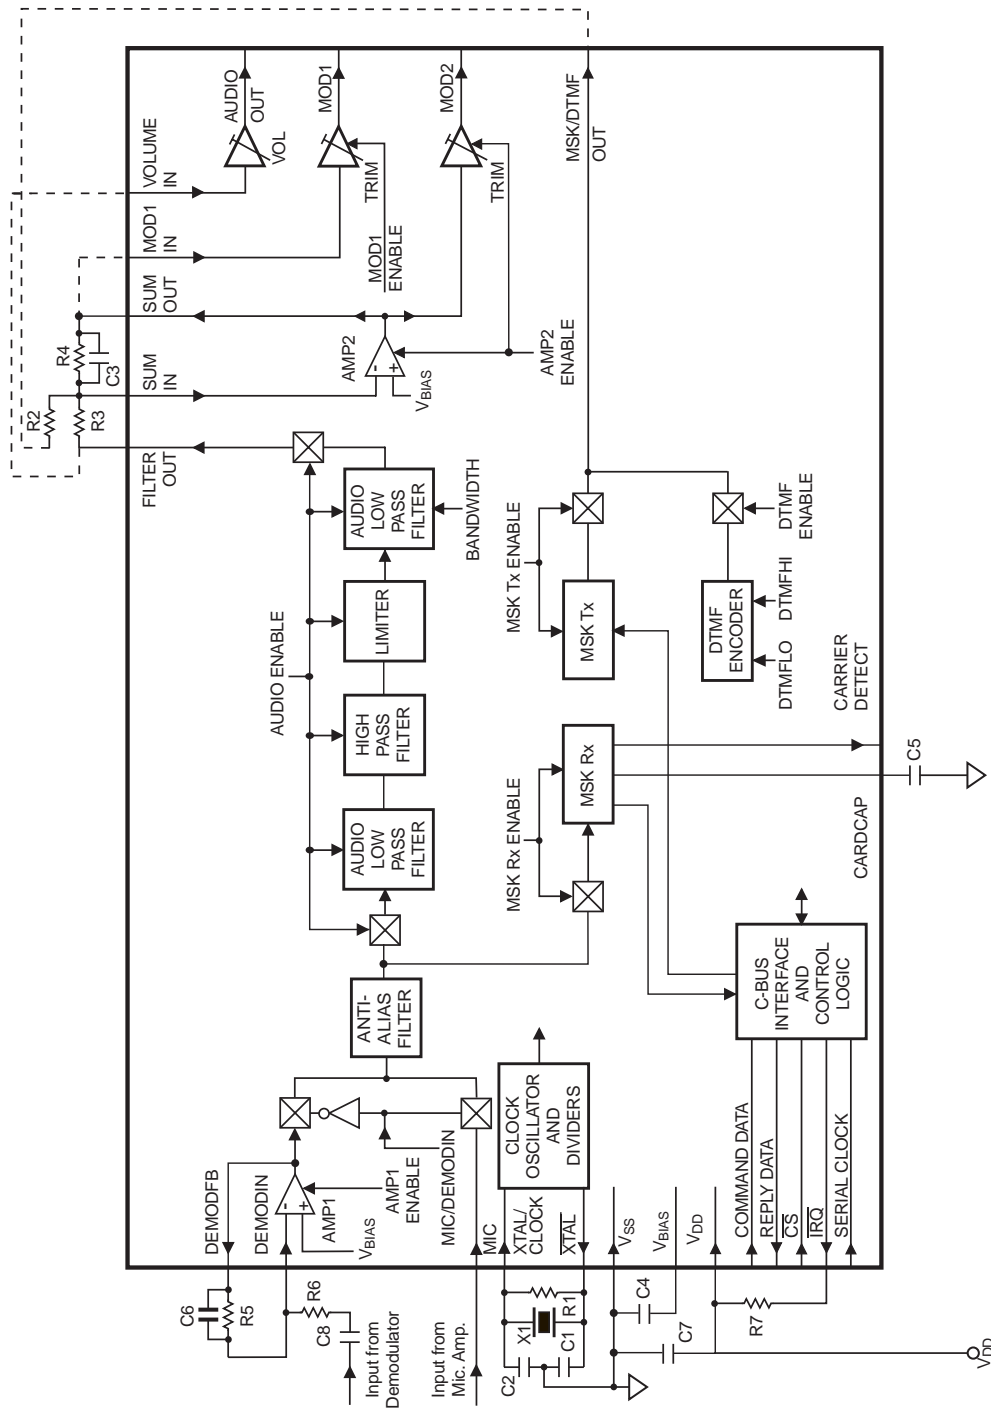 AUDIO
OUT
MOD1
MOD2
MSK/DTMF
OUT
VOLUME
IN
VOL
TRIM
TRIM
MOD1
IN
MOD1
ENABLE
SUM
OUT
R4
C3
SUM
IN
AMP2
VBIAS
AMP2
ENABLE
R2
R3
FILTER
OUT
AUDIO
LOW
PASS
FILTER
BANDWIDTH
MSK Tx ENABLE
DTMF
ENABLE
AUDIO ENABLE
LIMITER
MSK Tx
DTMF
ENCODER
DTMFHI
DTMFLO
HIGH
PASS
FILTER
MSK Rx ENABLE
MSK Rx
CARRIER
DETECT
C5
CARDCAP
AUDIO
LOW
PASS
FILTER
ANTI-
ALIAS
FILTER
C-BUS
INTERFACE
AND
CONTROL
LOGIC
CLOCK
OSCILLATOR
AND
DIVIDERS
DEMODFB
DEMODIN
AMP1
VBIAS
AMP1
ENABLE
MIC/DEMODIN
MIC
XTAL/
CLOCK
XTAL
VSS
VBIAS
VDD
COMMAND DATA
REPLY DATA
CS
IRQ
SERIAL CLOCK
C6
R5
R6
C8
Input from
Demodulator
Input from
Mic. Amp.
X1
R1
C2
C1
C4
C7
R7
VDD